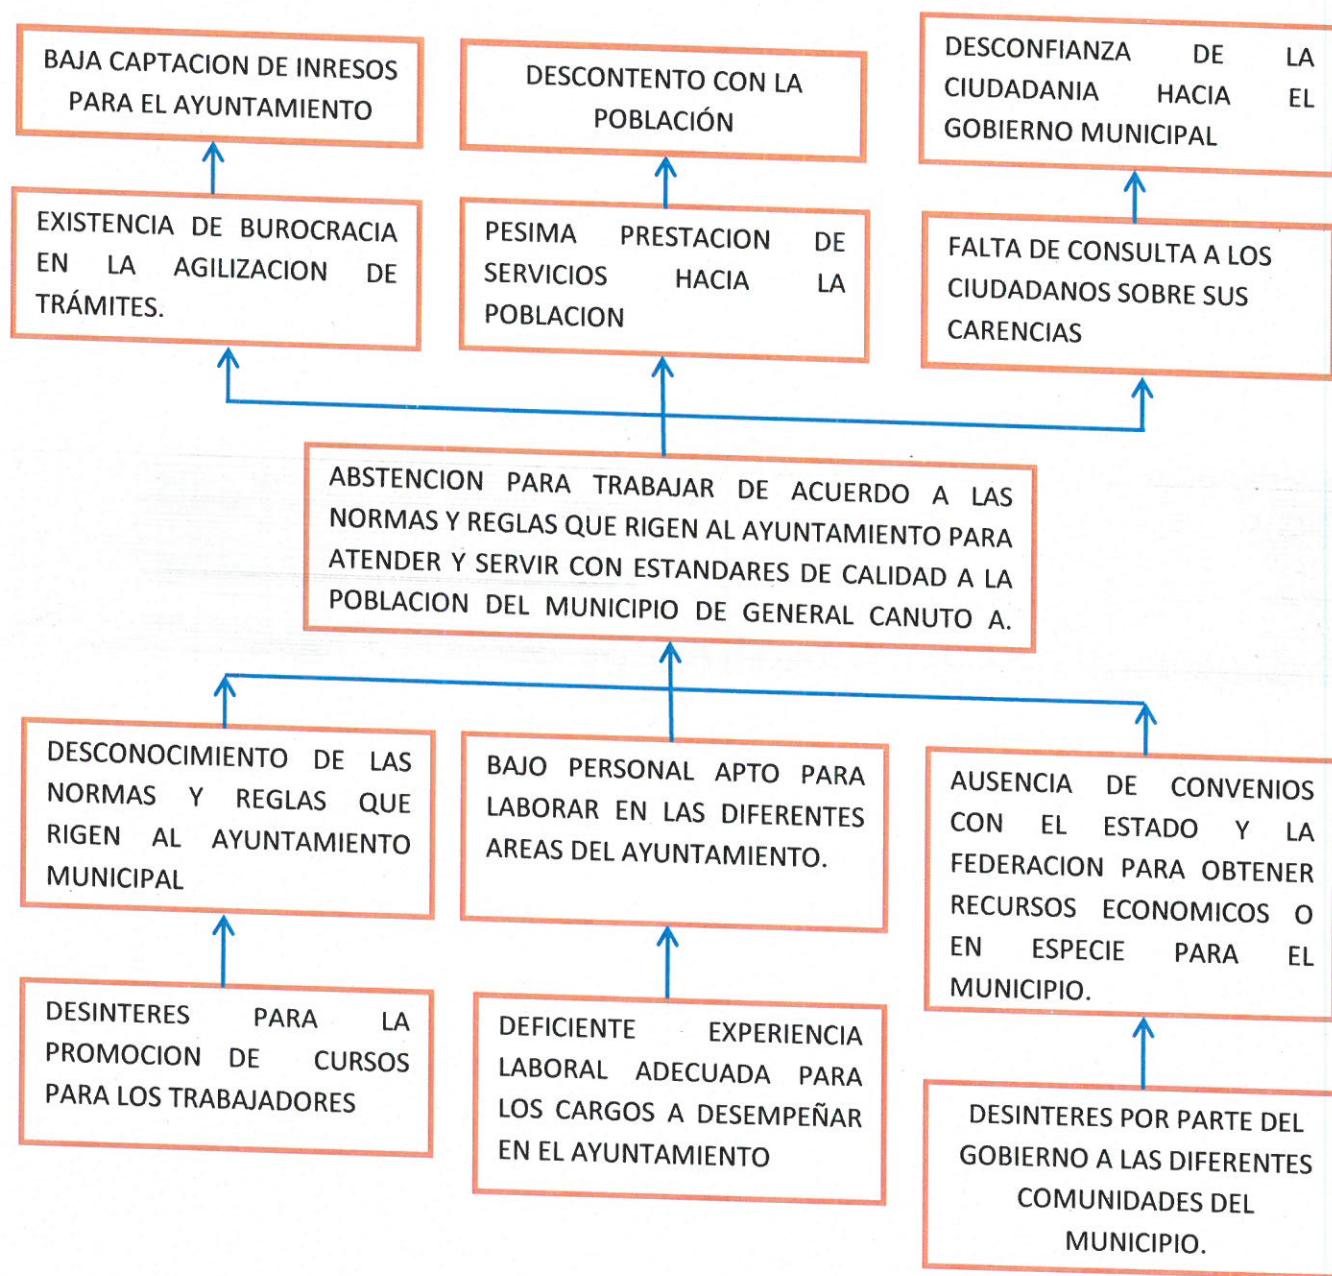 BAJA CAPTACION DE INRESOS
PARA EL AYUNTAMIENTO
DESCONTENTO CON LA
POBLACIÓN
DESCONFIANZA DE LA
CIUDADANIA HACIA EL
GOBIERNO MUNICIPAL
EXISTENCIA DE BUROCRACIA
EN LA AGILIZACION DE
TRÁMITES.
PESIMA PRESTACION DE
SERVICIOS HACIA LA
POBLACION
FALTA DE CONSULTA A LOS
CIUDADANOS SOBRE SUS
CARENCIAS
ABSTENCION PARA TRABAJAR DE ACUERDO A LAS
NORMAS Y REGLAS QUE RIGEN AL AYUNTAMIENTO PARA
ATENDER Y SERVIR CON ESTANDARES DE CALIDAD A LA
POBLACION DEL MUNICIPIO DE GENERAL CANUTO A.
DESCONOCIMIENTO DE LAS
NORMAS Y REGLAS QUE
RIGEN AL AYUNTAMIENTO
MUNICIPAL
BAJO PERSONAL APTO PARA
LABORAR EN LAS DIFERENTES
AREAS DEL AYUNTAMIENTO.
AUSENCIA DE CONVENIOS
CON EL ESTADO Y LA
FEDERACION PARA OBTENER
RECURSOS ECONOMICOS O
EN ESPECIE PARA EL
MUNICIPIO.
DESINTERES PARA LA
PROMOCION DE CURSOS
PARA LOS TRABAJADORES
DEFICIENTE EXPERIENCIA
LABORAL ADECUADA PARA
LOS CARGOS A DESEMPEÑAR
EN EL AYUNTAMIENTO
DESINTERES POR PARTE DEL
GOBIERNO A LAS DIFERENTES
COMUNIDADES DEL
MUNICIPIO.